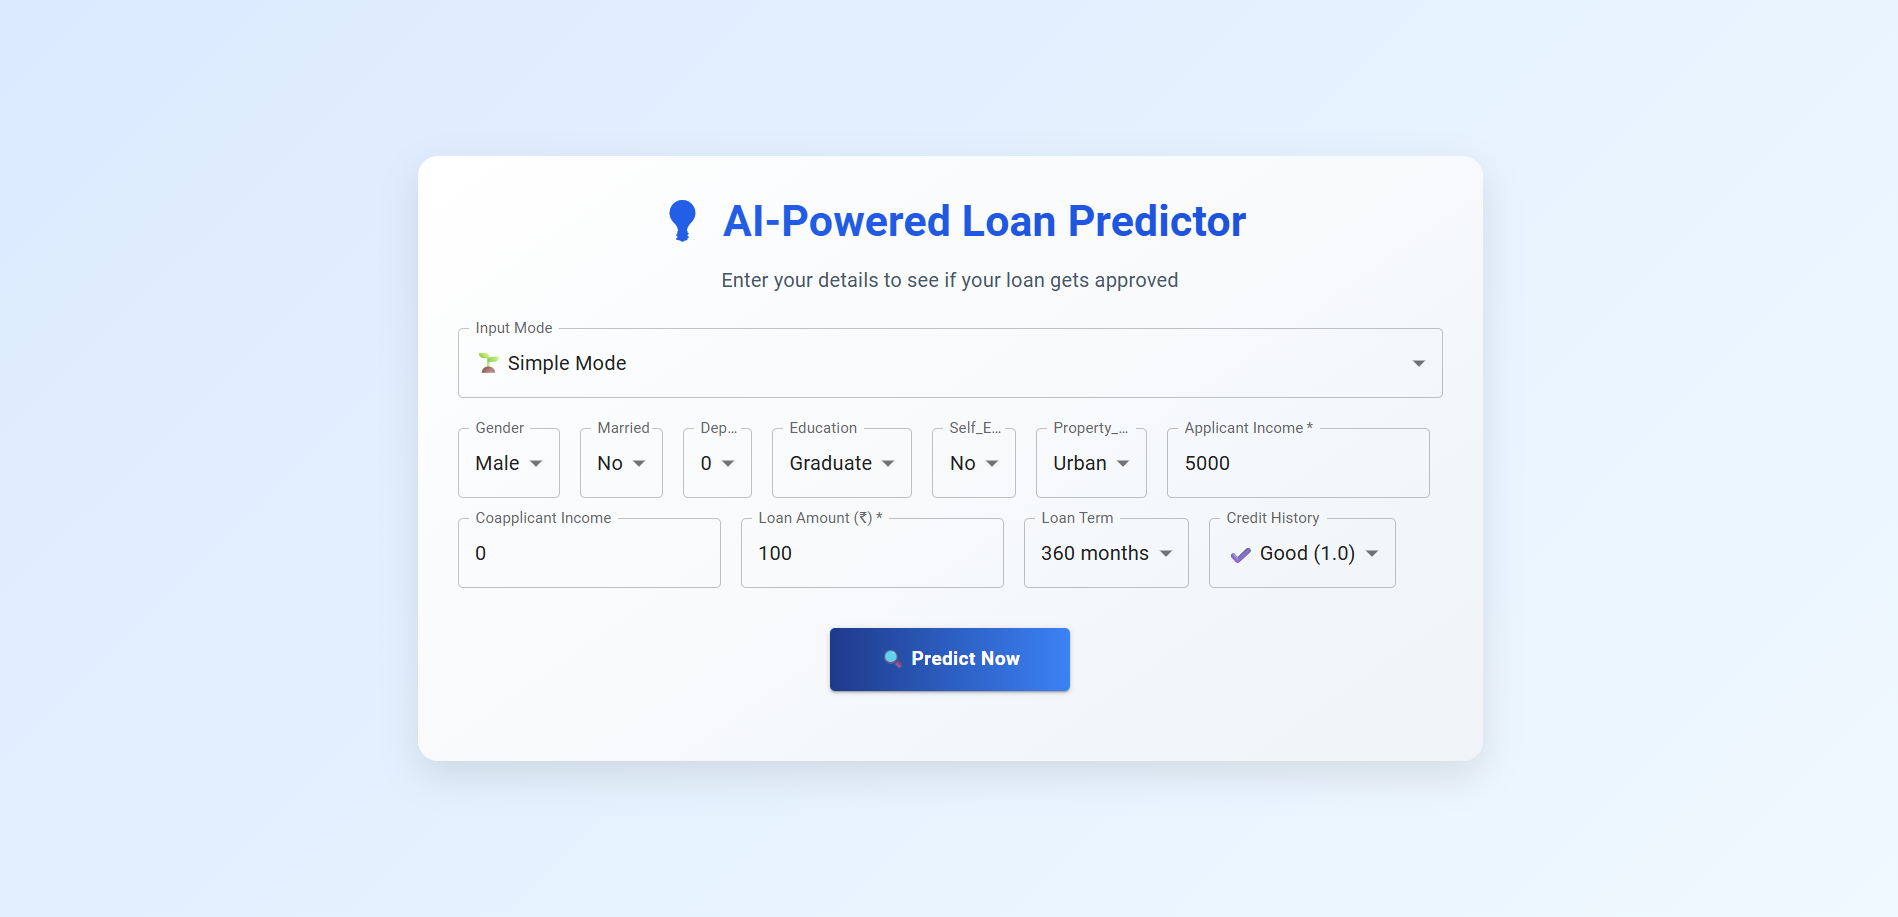 AI-Powered Loan Predictor
Enter your details to see if your loan gets approved
Input Mode
Simple Mode
Gender Married Dep... Education Self_E... Property_... Applicant Income *
Male No 0 Graduate No Urban 5000
Coapplicant Income Loan Amount (₹) * Loan Term Credit History
0 100 360 months Good (1.0)
Predict Now